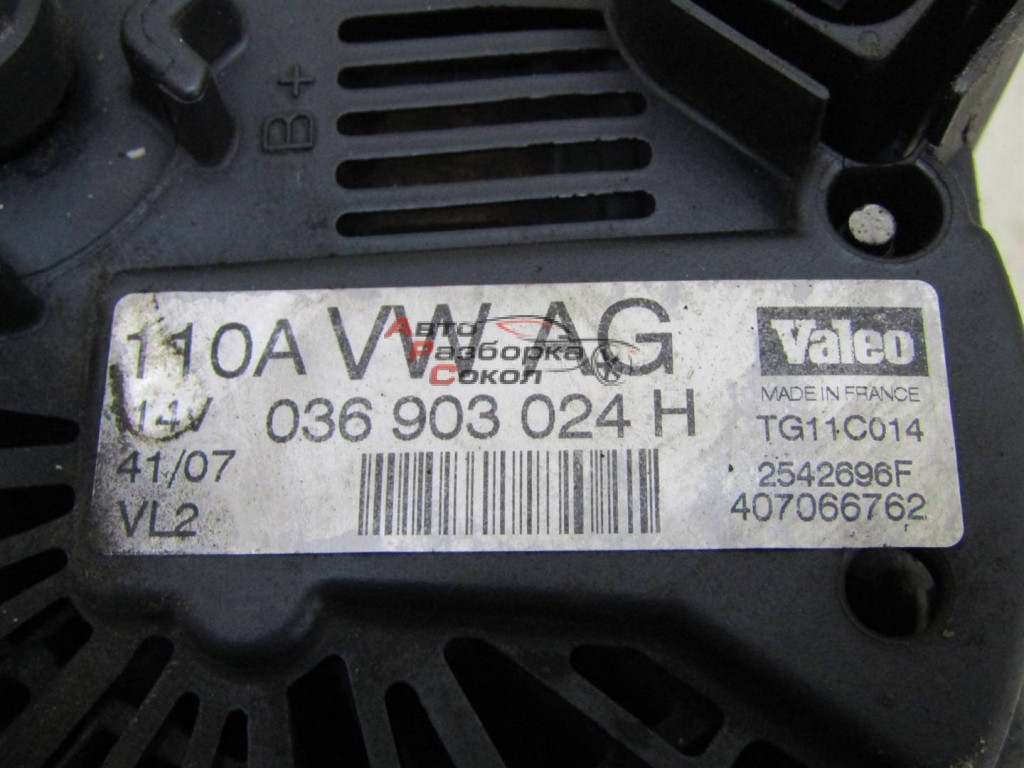 B+
110A VW AG
14V 036 903 024 H
41/07
VL2
Valeo
MADE IN FRANCE
TG11C014
2542696F
407066762
Авто
Разборка
Сокол